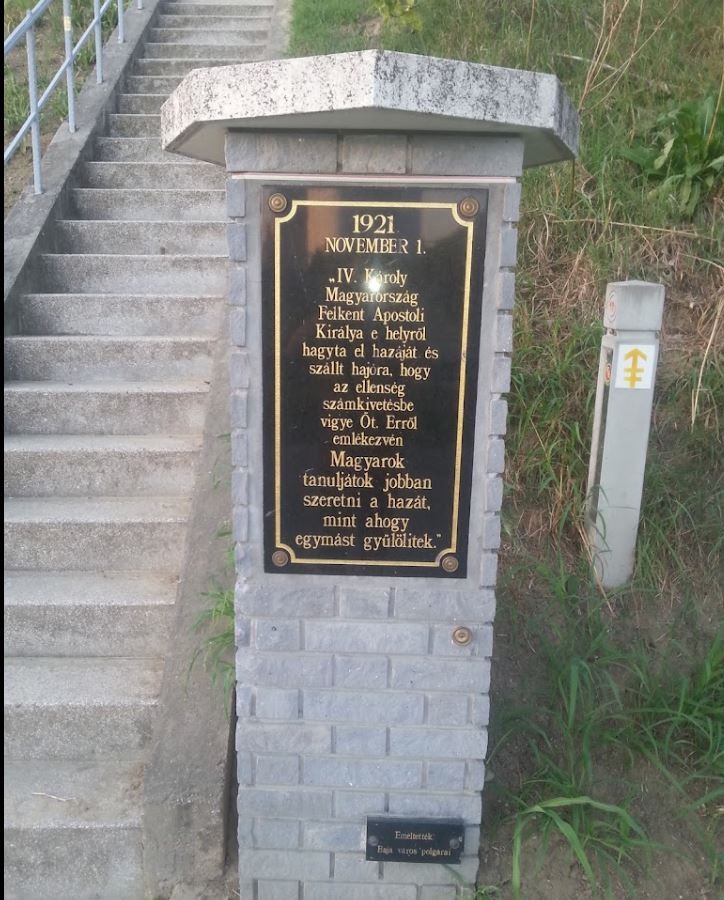 1921
NOVEMBER 1.
„IV. Károly
Magyarország
Felkent Apostoli
Királya e helyről
hagyta el hazáját és
szállt hajóra, hogy
az ellenség
számkivetésbe
vigye Őt. Erről
emlékezvén
Magyarok
tanuljátok jobban
szeretni a hazát,
mint ahogy
egymást gyűlölitek."
Emeltették:
Baja város polgárai